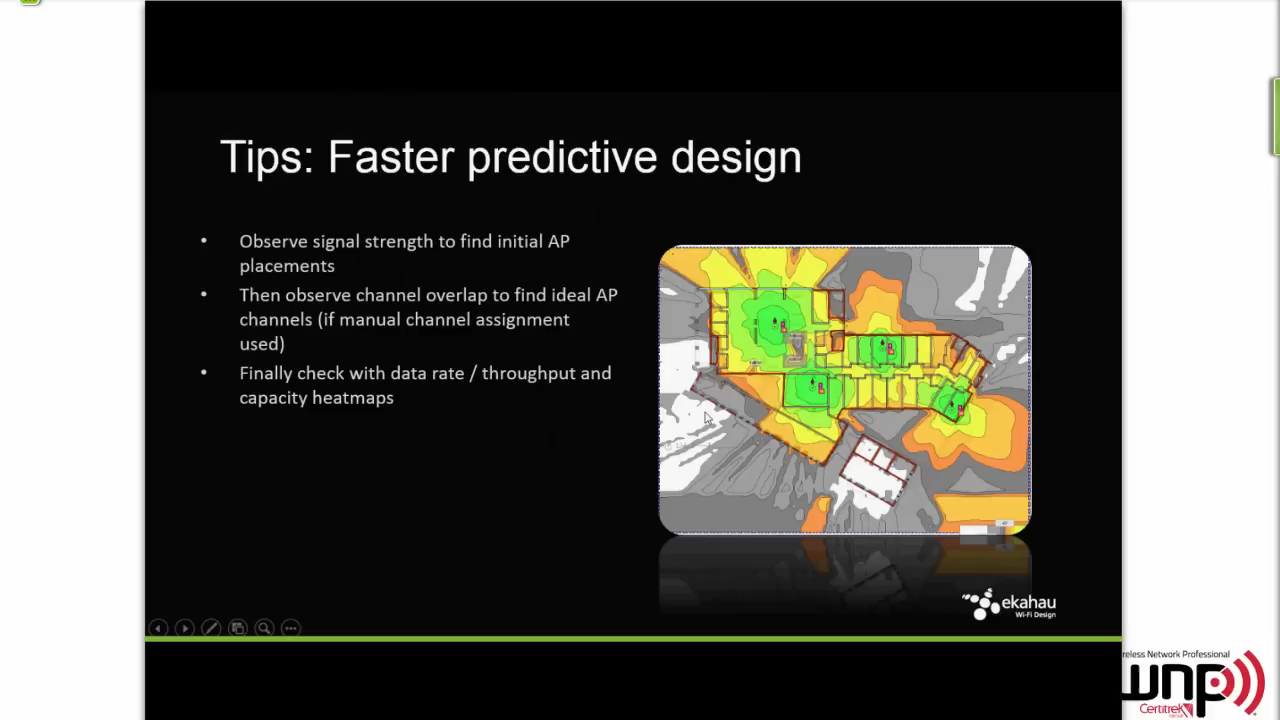 Tips: Faster predictive design
• Observe signal strength to find initial AP
placements
• Then observe channel overlap to find ideal AP
channels (if manual channel assignment
used)
• Finally check with data rate / throughput and
capacity heatmaps
ekahau
Wi-Fi Design
reless Network Professional
wnp
Certitrek